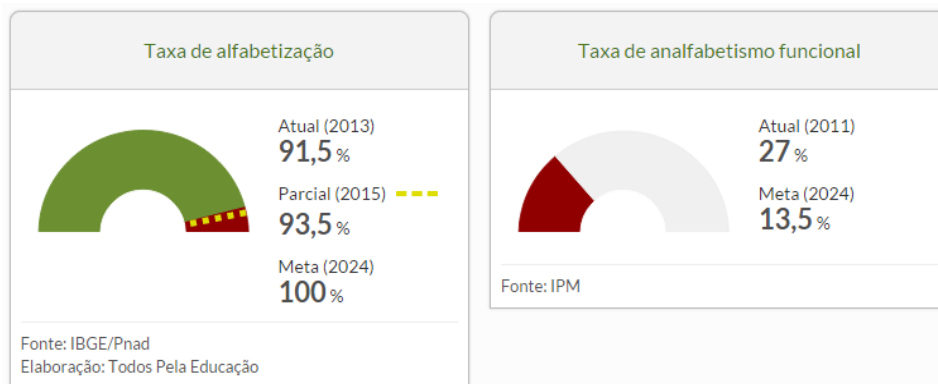 Taxa de alfabetização
Atual (2013)
91,5 %
Parcial (2015)
93,5 %
Meta (2024)
100 %
Fonte: IBGE/Pnad
Elaboração: Todos Pela Educação
Taxa de analfabetismo funcional
Atual (2011)
27 %
Meta (2024)
13,5 %
Fonte: IPM